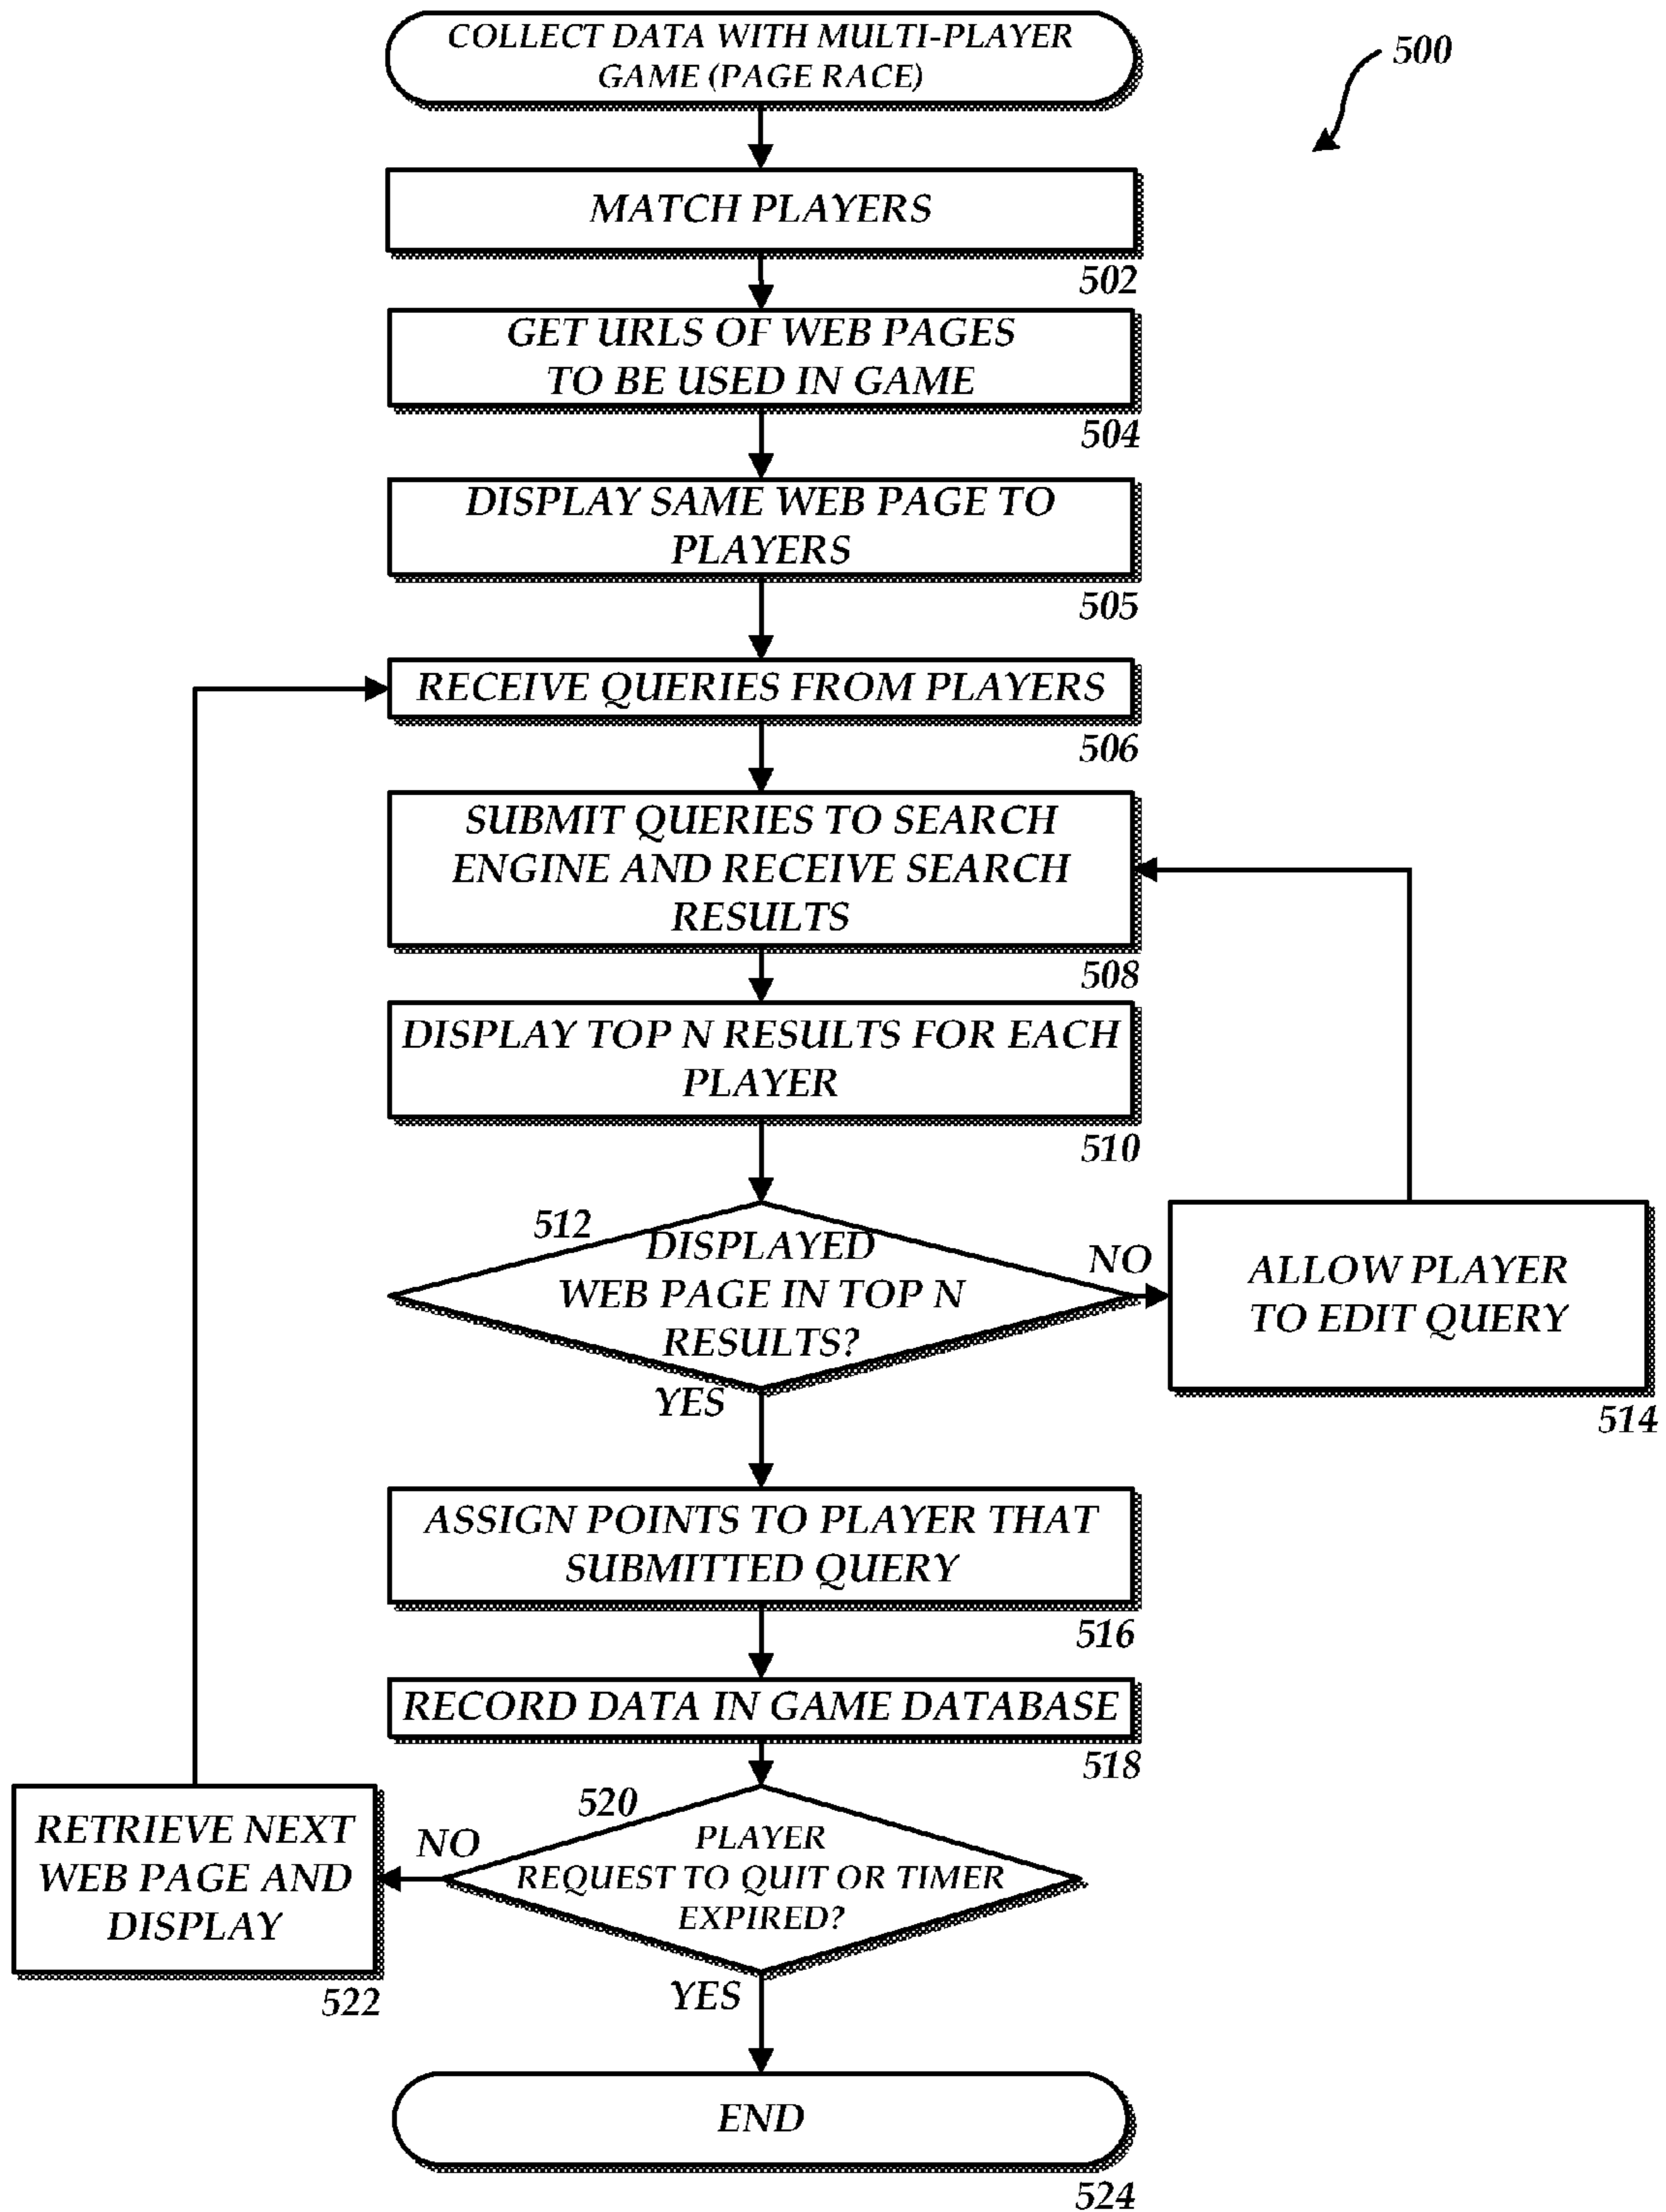 COLLECT DATA WITH MULTI-PLAYER
GAME (PAGE RACE)
500
MATCH PLAYERS
502
GET URLS OF WEB PAGES
TO BE USED IN GAME
504
DISPLAY SAME WEB PAGE TO
PLAYERS
505
RECEIVE QUERIES FROM PLAYERS
506
SUBMIT QUERIES TO SEARCH
ENGINE AND RECEIVE SEARCH
RESULTS
508
DISPLAY TOP N RESULTS FOR EACH
PLAYER
510
512
DISPLAYED
WEB PAGE IN TOP N
RESULTS?
NO
YES
ALLOW PLAYER
TO EDIT QUERY
514
ASSIGN POINTS TO PLAYER THAT
SUBMITTED QUERY
516
RECORD DATA IN GAME DATABASE
518
520
PLAYER
REQUEST TO QUIT OR TIMER
EXPIRED?
NO
YES
RETRIEVE NEXT
WEB PAGE AND
DISPLAY
522
END
524